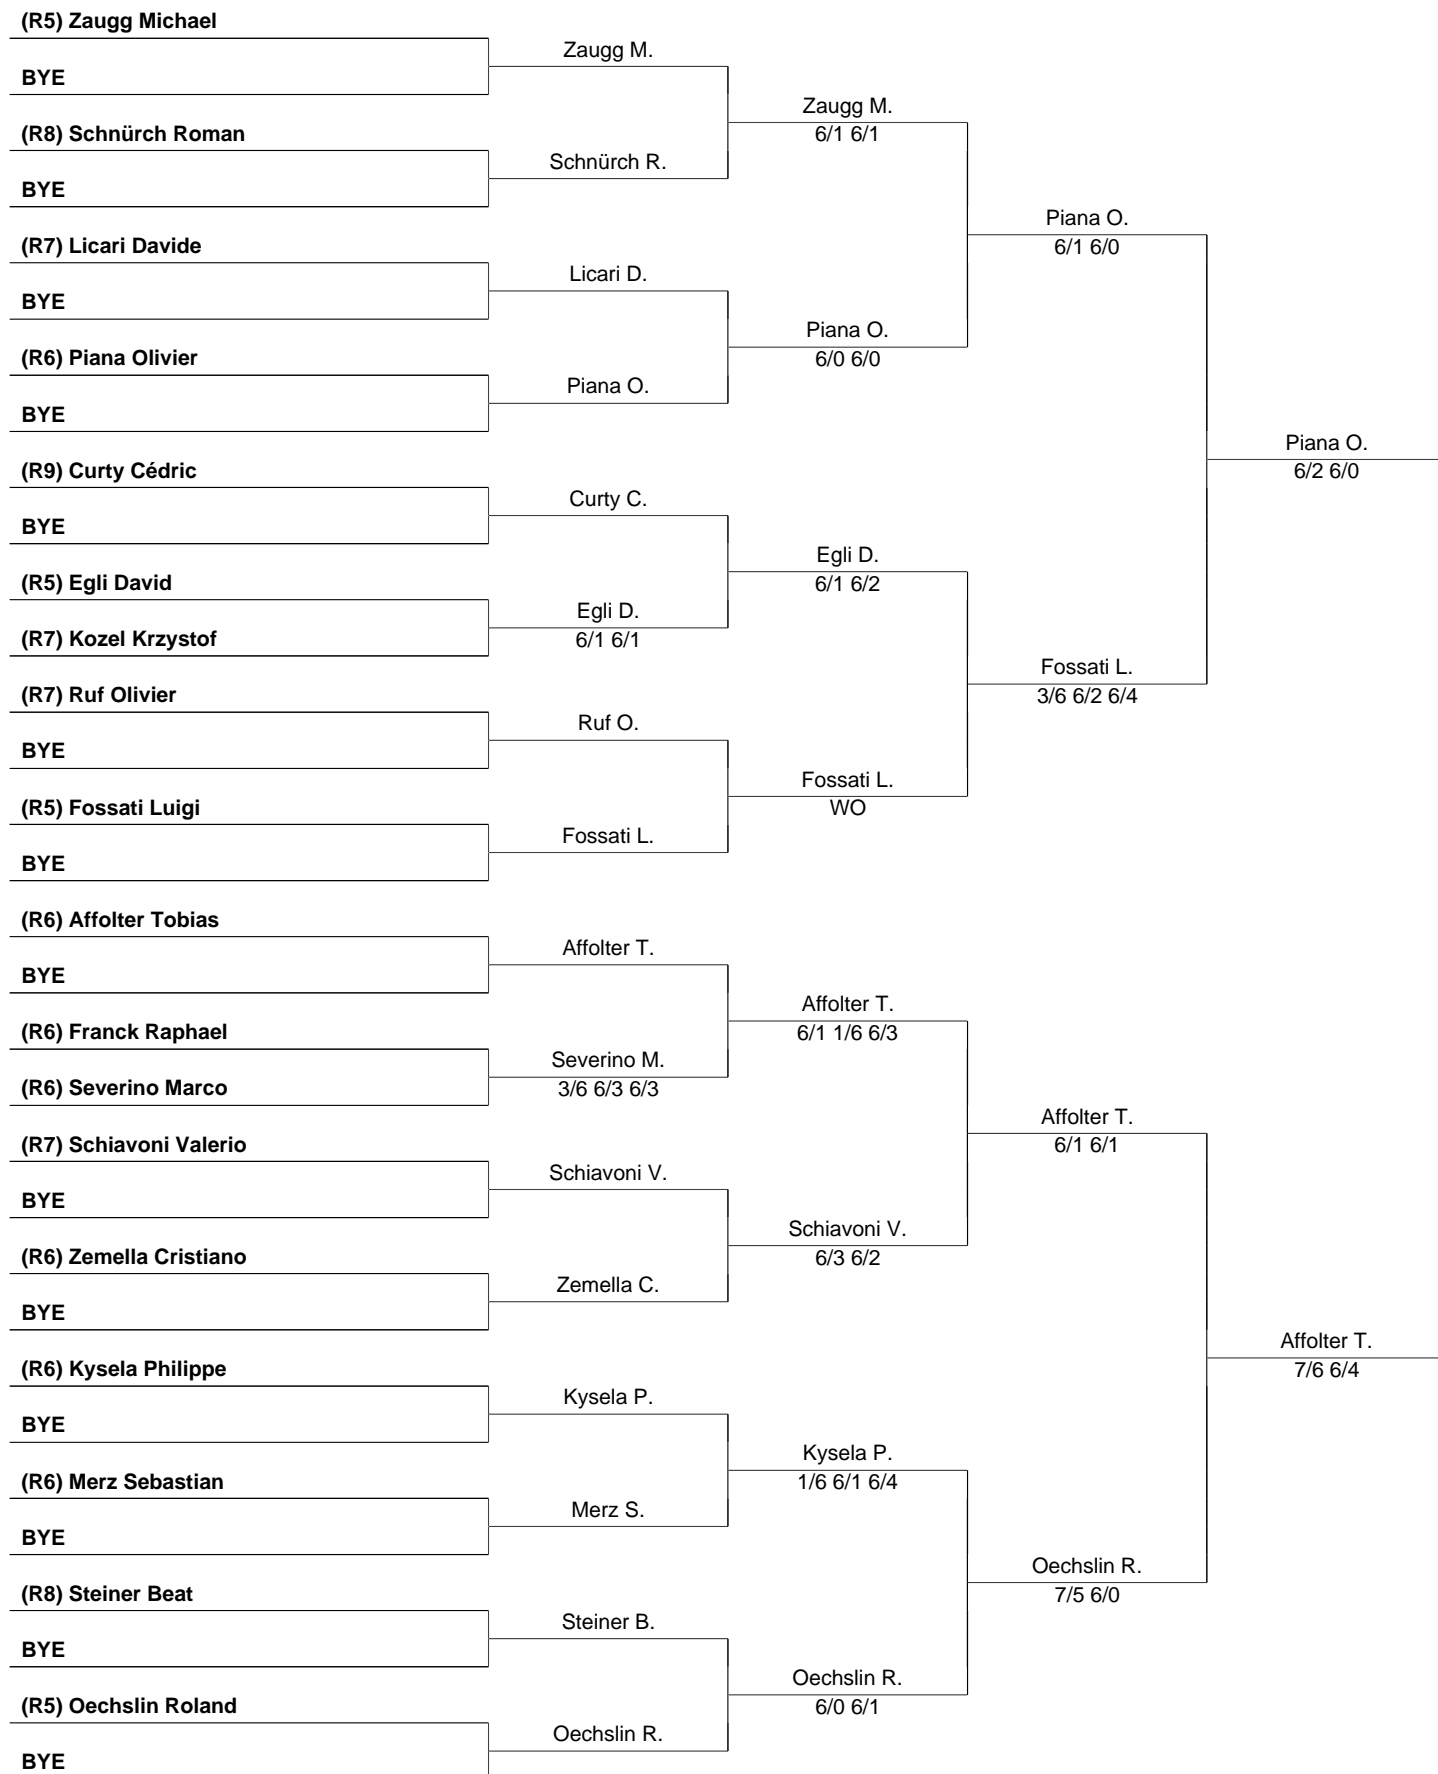 (R5) Zaugg Michael
BYE
(R8) Schnürch Roman
BYE
(R7) Licari Davide
BYE
(R6) Piana Olivier
BYE
(R9) Curty Cédric
BYE
(R5) Egli David
(R7) Kozel Krzystof
(R7) Ruf Olivier
BYE
(R5) Fossati Luigi
BYE
(R6) Affolter Tobias
BYE
(R6) Franck Raphael
(R6) Severino Marco
(R7) Schiavoni Valerio
BYE
(R6) Zemella Cristiano
BYE
(R6) Kysela Philippe
BYE
(R6) Merz Sebastian
BYE
(R8) Steiner Beat
BYE
(R5) Oechslin Roland
BYE
Zaugg M.
Schnürch R.
Licari D.
Piana O.
Curty C.
Egli D.
6/1 6/1
Ruf O.
Fossati L.
Affolter T.
Severino M.
3/6 6/3 6/3
Schiavoni V.
Zemella C.
Kysela P.
Merz S.
Steiner B.
Oechslin R.
Zaugg M.
6/1 6/1
Piana O.
6/0 6/0
Egli D.
6/1 6/2
Fossati L.
WO
Affolter T.
6/1 1/6 6/3
Schiavoni V.
6/3 6/2
Kysela P.
1/6 6/1 6/4
Oechslin R.
6/0 6/1
Piana O.
6/1 6/0
Fossati L.
3/6 6/2 6/4
Affolter T.
6/1 6/1
Oechslin R.
7/5 6/0
Piana O.
6/2 6/0
Affolter T.
7/6 6/4